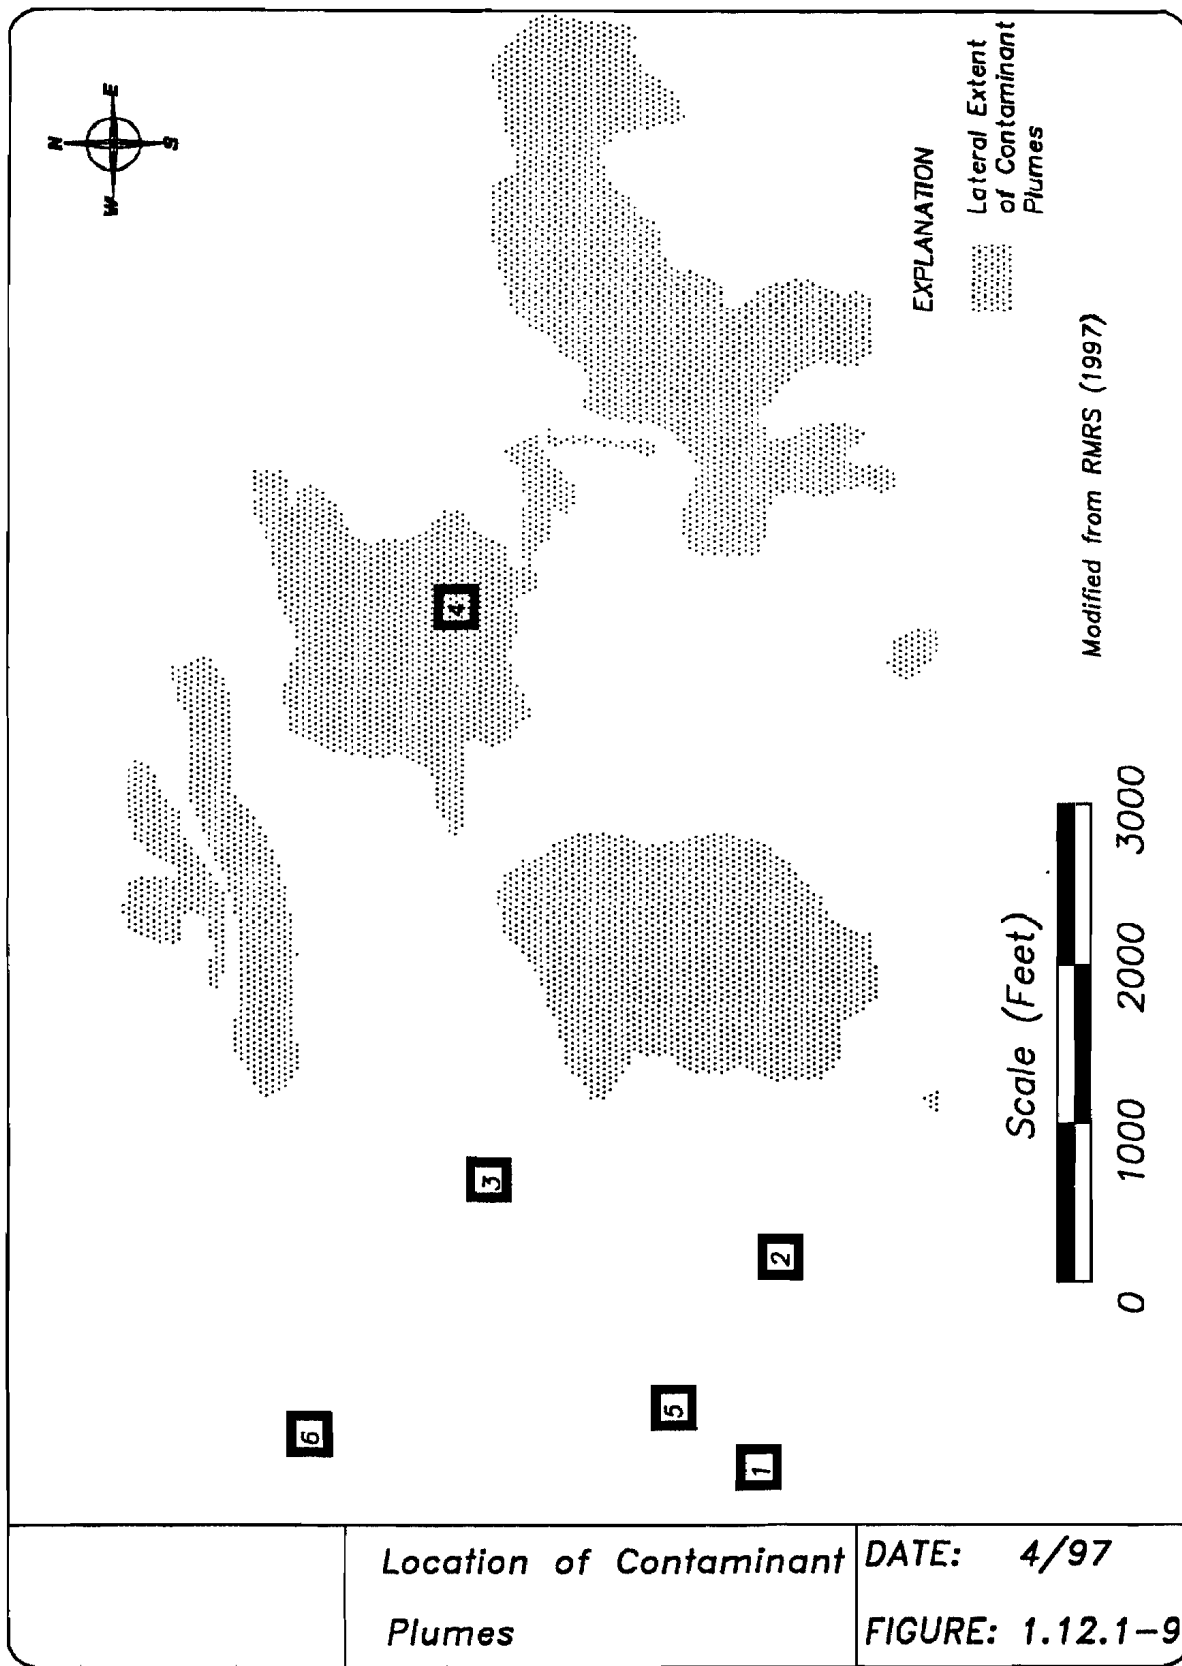 N
W
E
S
EXPLANATION
Lateral Extent
of Contaminant
Plumes
4
3
6
5
2
1
Modified from RMRS (1997)
Scale (Feet)
0 1000 2000 3000
Location of Contaminant
Plumes
DATE: 4/97
FIGURE: 1.12.1-9